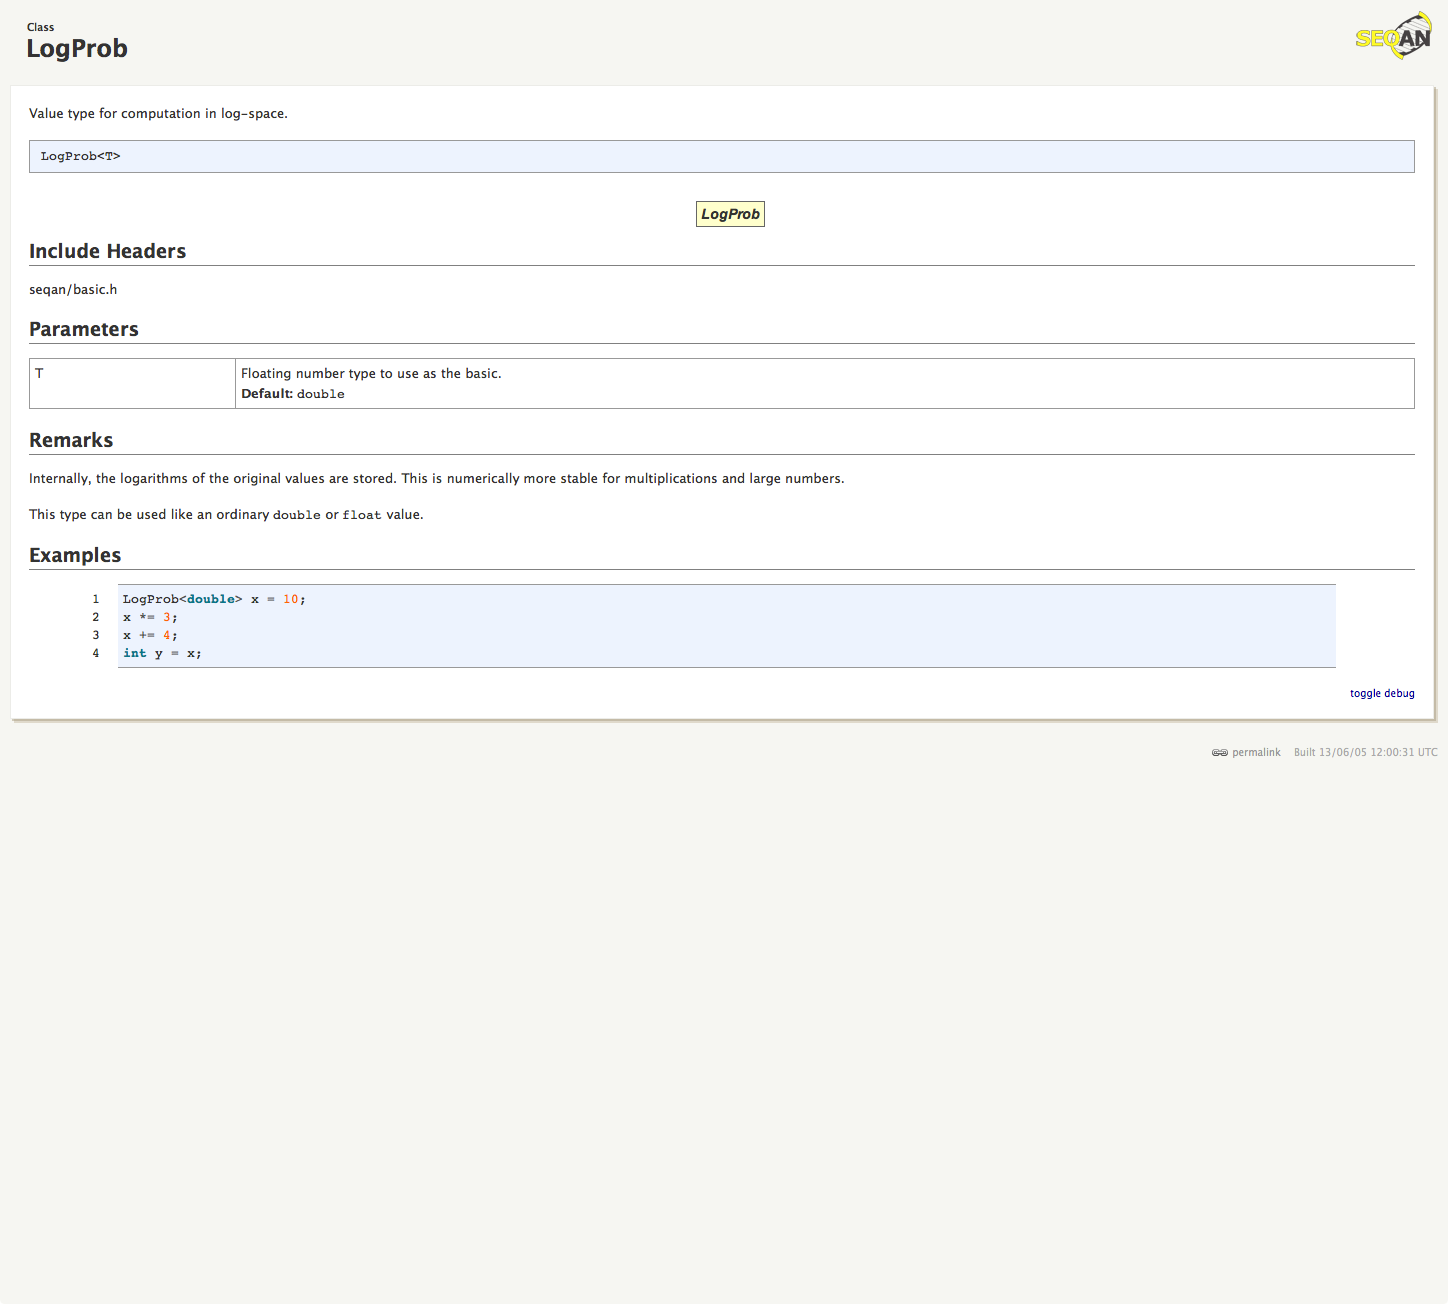 Class
LogProb
SEQAN
Value type for computation in log-space.
LogProb<T>
LogProb
Include Headers
seqan/basic.h
Parameters
T
Floating number type to use as the basic.
Default: double
Remarks
Internally, the logarithms of the original values are stored. This is numerically more stable for multiplications and large numbers.
This type can be used like an ordinary double or float value.
Examples
1 LogProb<double> x = 10;
2 x *= 3;
3 x += 4;
4 int y = x;
toggle debug
permalink Built 13/06/05 12:00:31 UTC